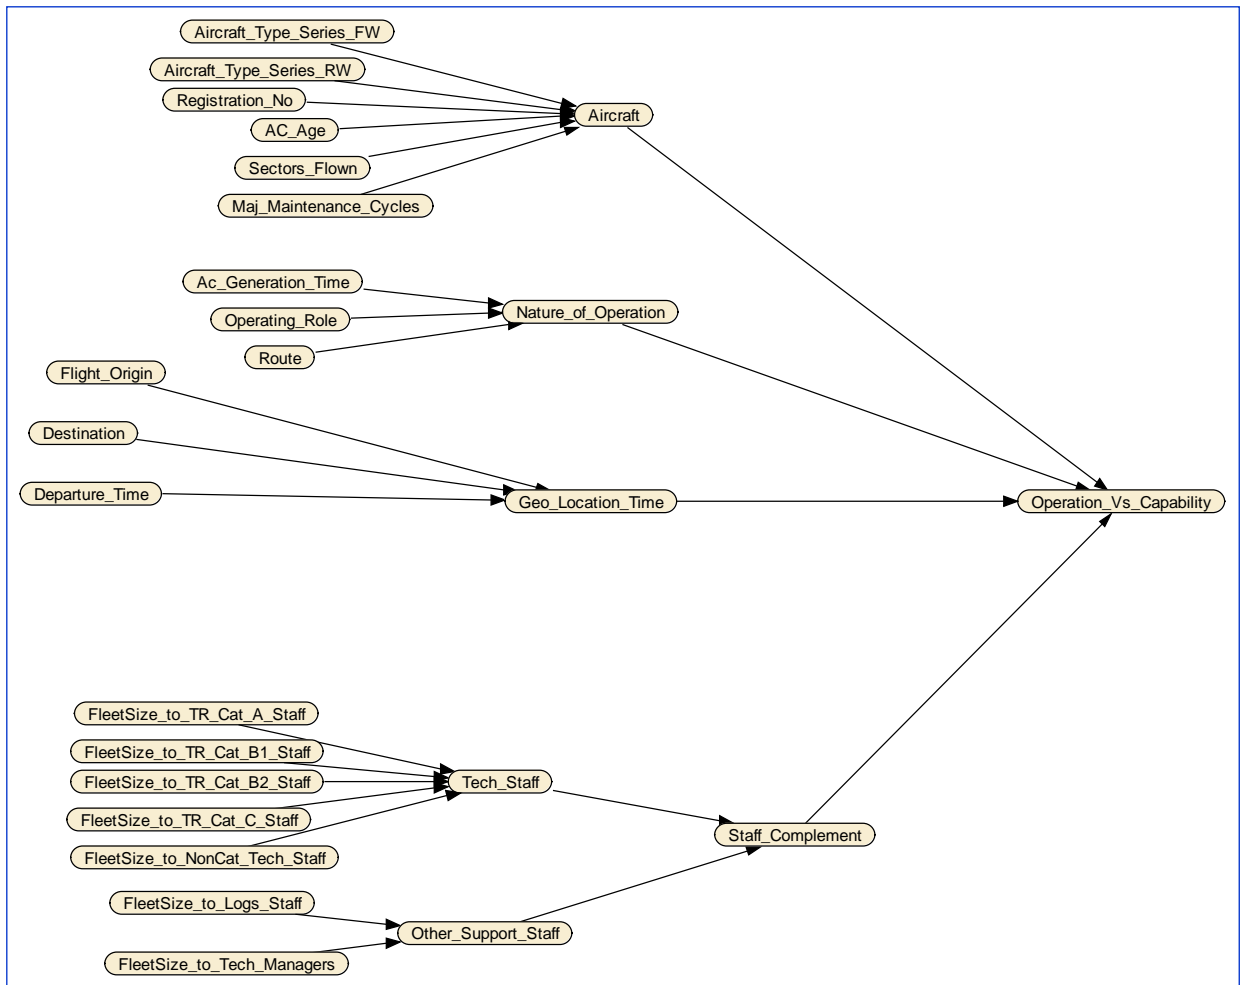 Aircraft_Type_Series_FW
Aircraft_Type_Series_RW
Registration_No
Aircraft
AC_Age
Sectors_Flown
Maj_Maintenance_Cycles
Ac_Generation_Time
Nature_of_Operation
Operating_Role
Route
Flight_Origin
Destination
Departure_Time
Geo_Location_Time
Operation_Vs_Capability
FleetSize_to_TR_Cat_A_Staff
FleetSize_to_TR_Cat_B1_Staff
FleetSize_to_TR_Cat_B2_Staff
Tech_Staff
FleetSize_to_TR_Cat_C_Staff
Staff_Complement
FleetSize_to_NonCat_Tech_Staff
FleetSize_to_Logs_Staff
Other_Support_Staff
FleetSize_to_Tech_Managers